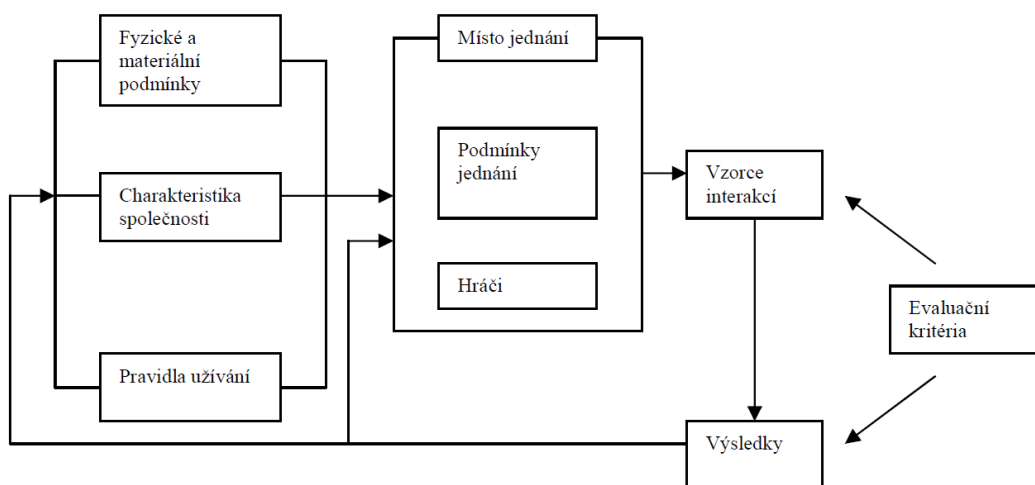 Fyzické a
materiální
podmínky
Charakteristika
společnosti
Pravidla užívání
Místo jednání
Podmínky
jednání
Hráči
Vzorce
interakcí
Výsledky
Evaluační
kritéria